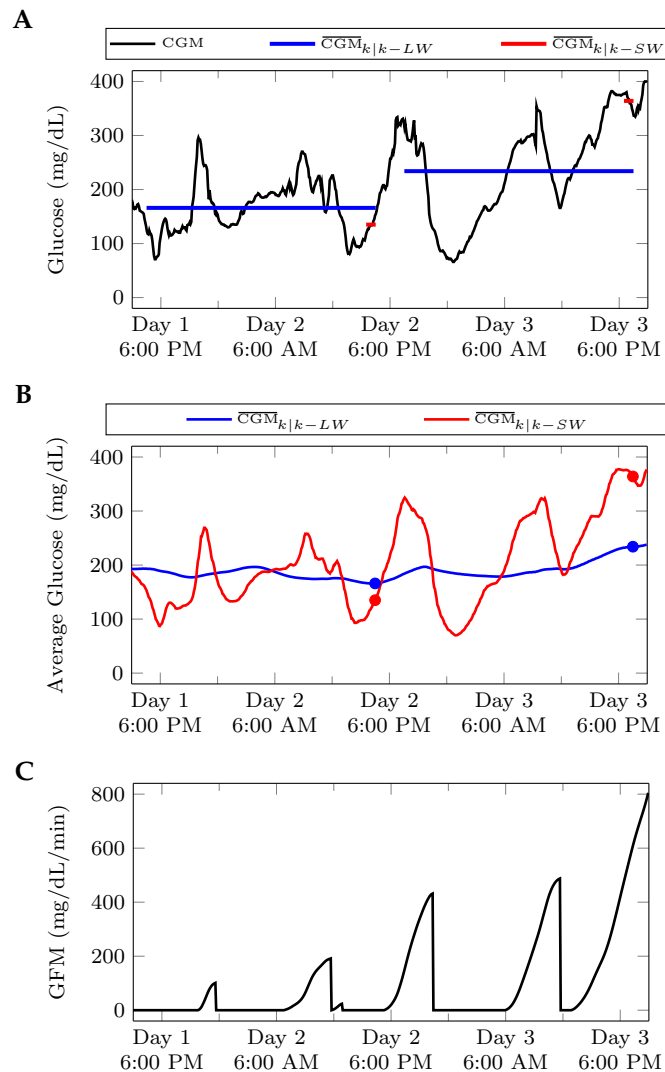 A
CGM
CGM_{k|k−LW}
CGM_{k|k−SW}
Glucose (mg/dL)
400
300
200
100
0
Day 1 Day 2 Day 2 Day 3 Day 3
6:00 PM 6:00 AM 6:00 PM 6:00 AM 6:00 PM
B
CGM_{k|k−LW}
CGM_{k|k−SW}
Average Glucose (mg/dL)
400
300
200
100
0
Day 1 Day 2 Day 2 Day 3 Day 3
6:00 PM 6:00 AM 6:00 PM 6:00 AM 6:00 PM
C
GFM (mg/dL/min)
800
600
400
200
0
Day 1 Day 2 Day 2 Day 3 Day 3
6:00 PM 6:00 AM 6:00 PM 6:00 AM 6:00 PM